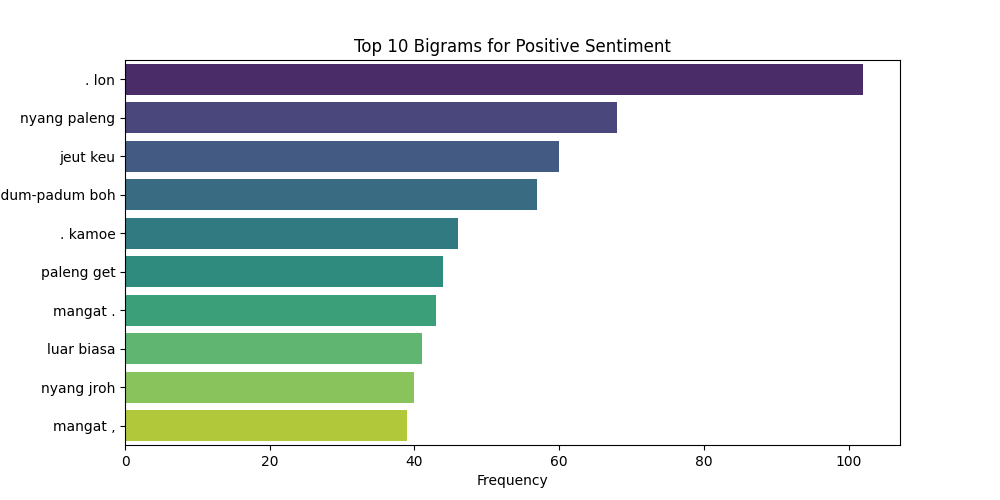 Top 10 Bigrams for Positive Sentiment
. lon
nyang paleng
jeut keu
dum-padum boh
. kamoe
paleng get
mangat .
luar biasa
nyang jroh
mangat ,
0 20 40 60 80 100
Frequency